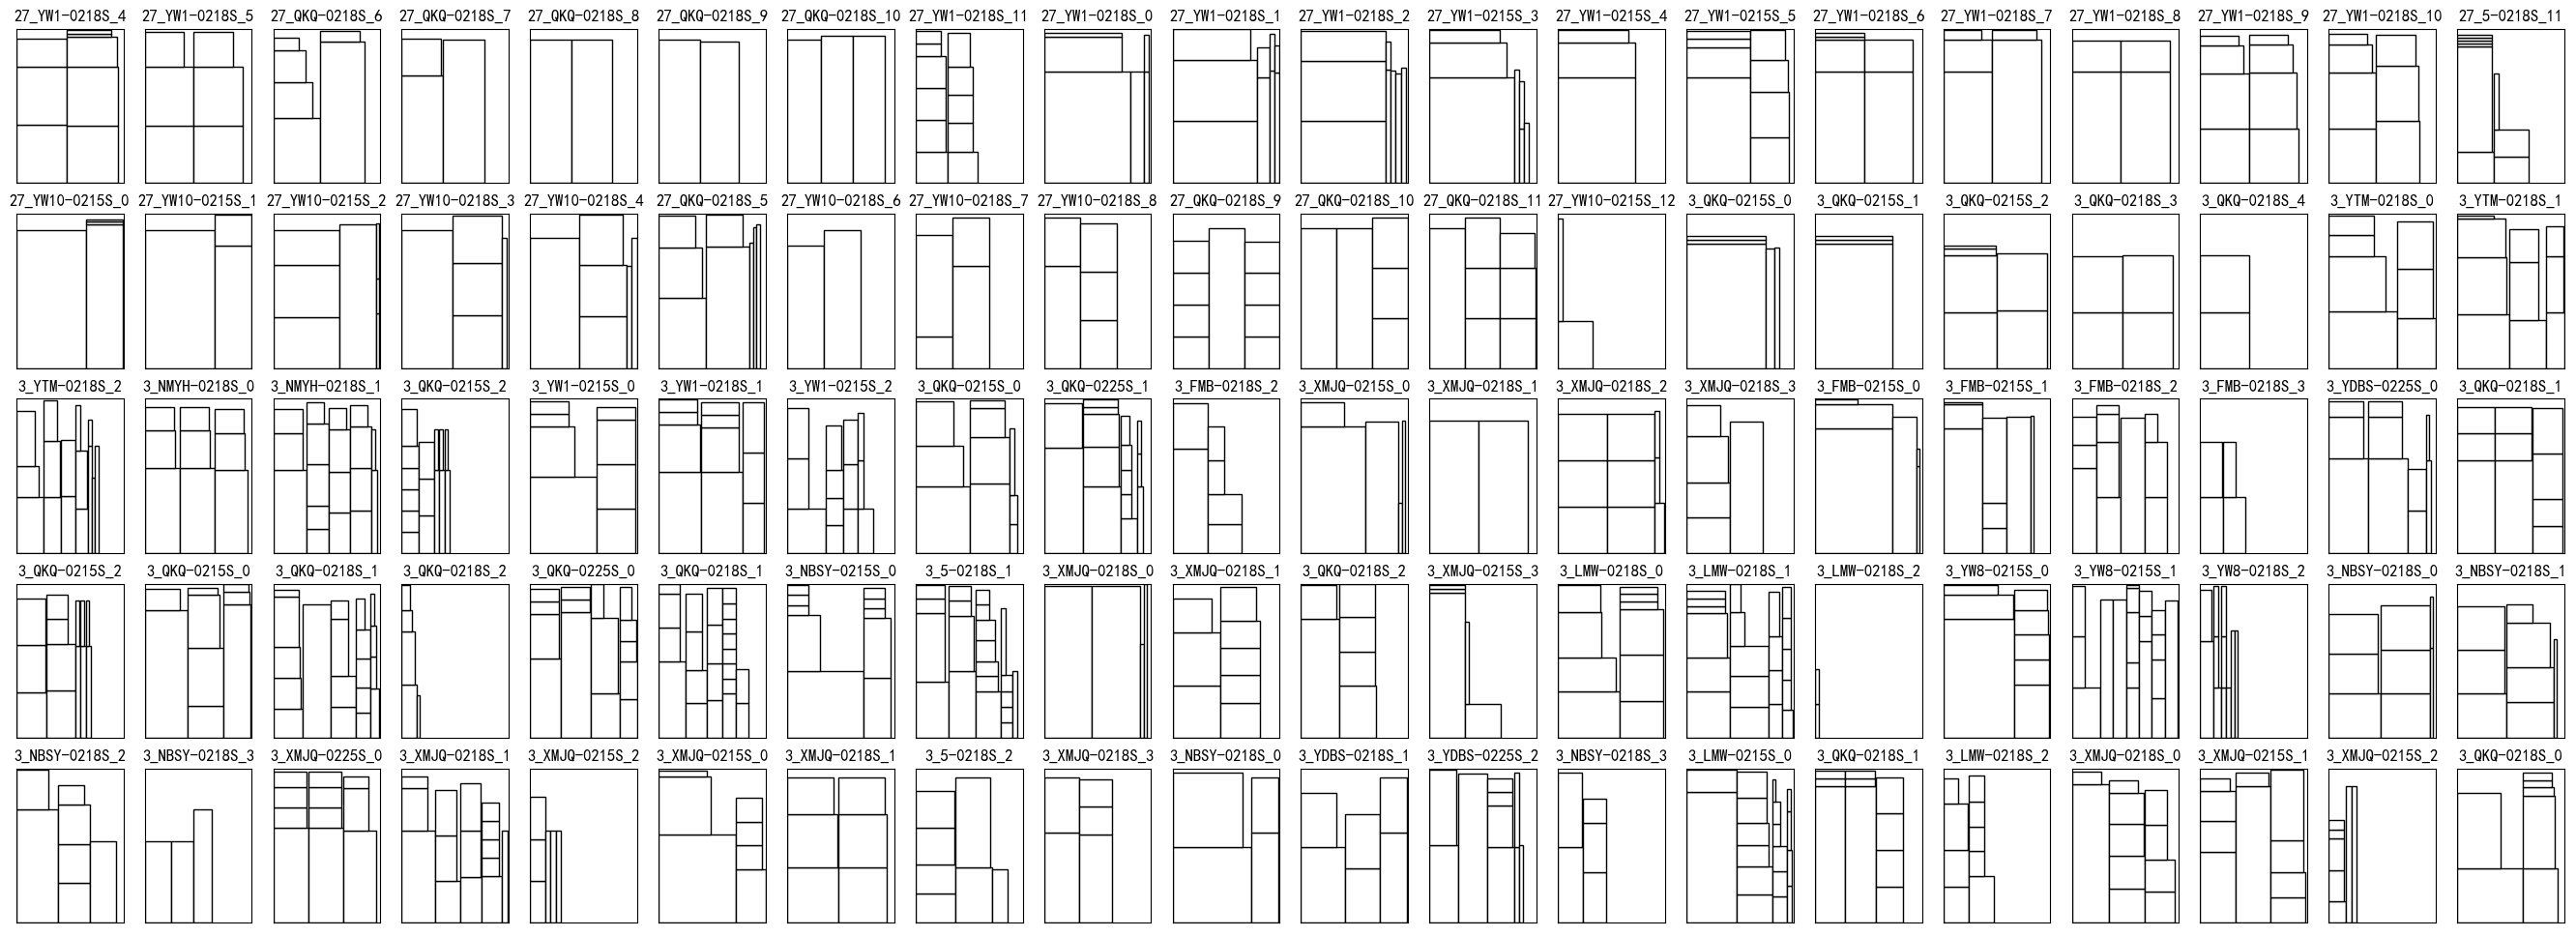 27_YW1-0218S_4 27_YW1-0218S_5 27_QKQ-0218S_6 27_QKQ-0218S_7 27_QKQ-0218S_8 27_QKQ-0218S_9 27_QKQ-0218S_10 27_YW1-0218S_11 27_YW1-0218S_0 27_YW1-0218S_1 27_YW1-0218S_2 27_YW1-0215S_3 27_YW1-0215S_4 27_YW1-0215S_5 27_YW1-0218S_6 27_YW1-0218S_7 27_YW1-0218S_8 27_YW1-0218S_9 27_YW1-0218S_10 27_5-0218S_11
27_YW10-0215S_0 27_YW10-0215S_1 27_YW10-0215S_2 27_YW10-0218S_3 27_YW10-0218S_4 27_QKQ-0218S_5 27_YW10-0218S_6 27_YW10-0218S_7 27_YW10-0218S_8 27_QKQ-0218S_9 27_QKQ-0218S_10 27_QKQ-0218S_11 27_YW10-0215S_12 3_QKQ-0215S_0 3_QKQ-0215S_1 3_QKQ-0215S_2 3_QKQ-0218S_3 3_QKQ-0218S_4 3_YTM-0218S_0 3_YTM-0218S_1
3_YTM-0218S_2 3_NMYH-0218S_0 3_NMYH-0218S_1 3_QKQ-0215S_2 3_YW1-0215S_0 3_YW1-0218S_1 3_YW1-0215S_2 3_QKQ-0215S_0 3_QKQ-0225S_1 3_FMB-0218S_2 3_XMJQ-0215S_0 3_XMJQ-0218S_1 3_XMJQ-0218S_2 3_XMJQ-0218S_3 3_FMB-0215S_0 3_FMB-0215S_1 3_FMB-0218S_2 3_FMB-0218S_3 3_YDBS-0225S_0 3_QKQ-0218S_1
3_QKQ-0215S_2 3_QKQ-0215S_0 3_QKQ-0218S_1 3_QKQ-0218S_2 3_QKQ-0225S_0 3_QKQ-0218S_1 3_NBSY-0215S_0 3_5-0218S_1 3_XMJQ-0218S_0 3_XMJQ-0218S_1 3_QKQ-0218S_2 3_XMJQ-0215S_3 3_LMW-0218S_0 3_LMW-0218S_1 3_LMW-0218S_2 3_YW8-0215S_0 3_YW8-0215S_1 3_YW8-0218S_2 3_NBSY-0218S_0 3_NBSY-0218S_1
3_NBSY-0218S_2 3_NBSY-0218S_3 3_XMJQ-0225S_0 3_XMJQ-0218S_1 3_XMJQ-0215S_2 3_XMJQ-0215S_0 3_XMJQ-0218S_1 3_5-0218S_2 3_XMJQ-0218S_3 3_NBSY-0218S_0 3_YDBS-0218S_1 3_YDBS-0225S_2 3_NBSY-0218S_3 3_LMW-0215S_0 3_QKQ-0218S_1 3_LMW-0218S_2 3_XMJQ-0218S_0 3_XMJQ-0215S_1 3_XMJQ-0215S_2 3_QKQ-0218S_0